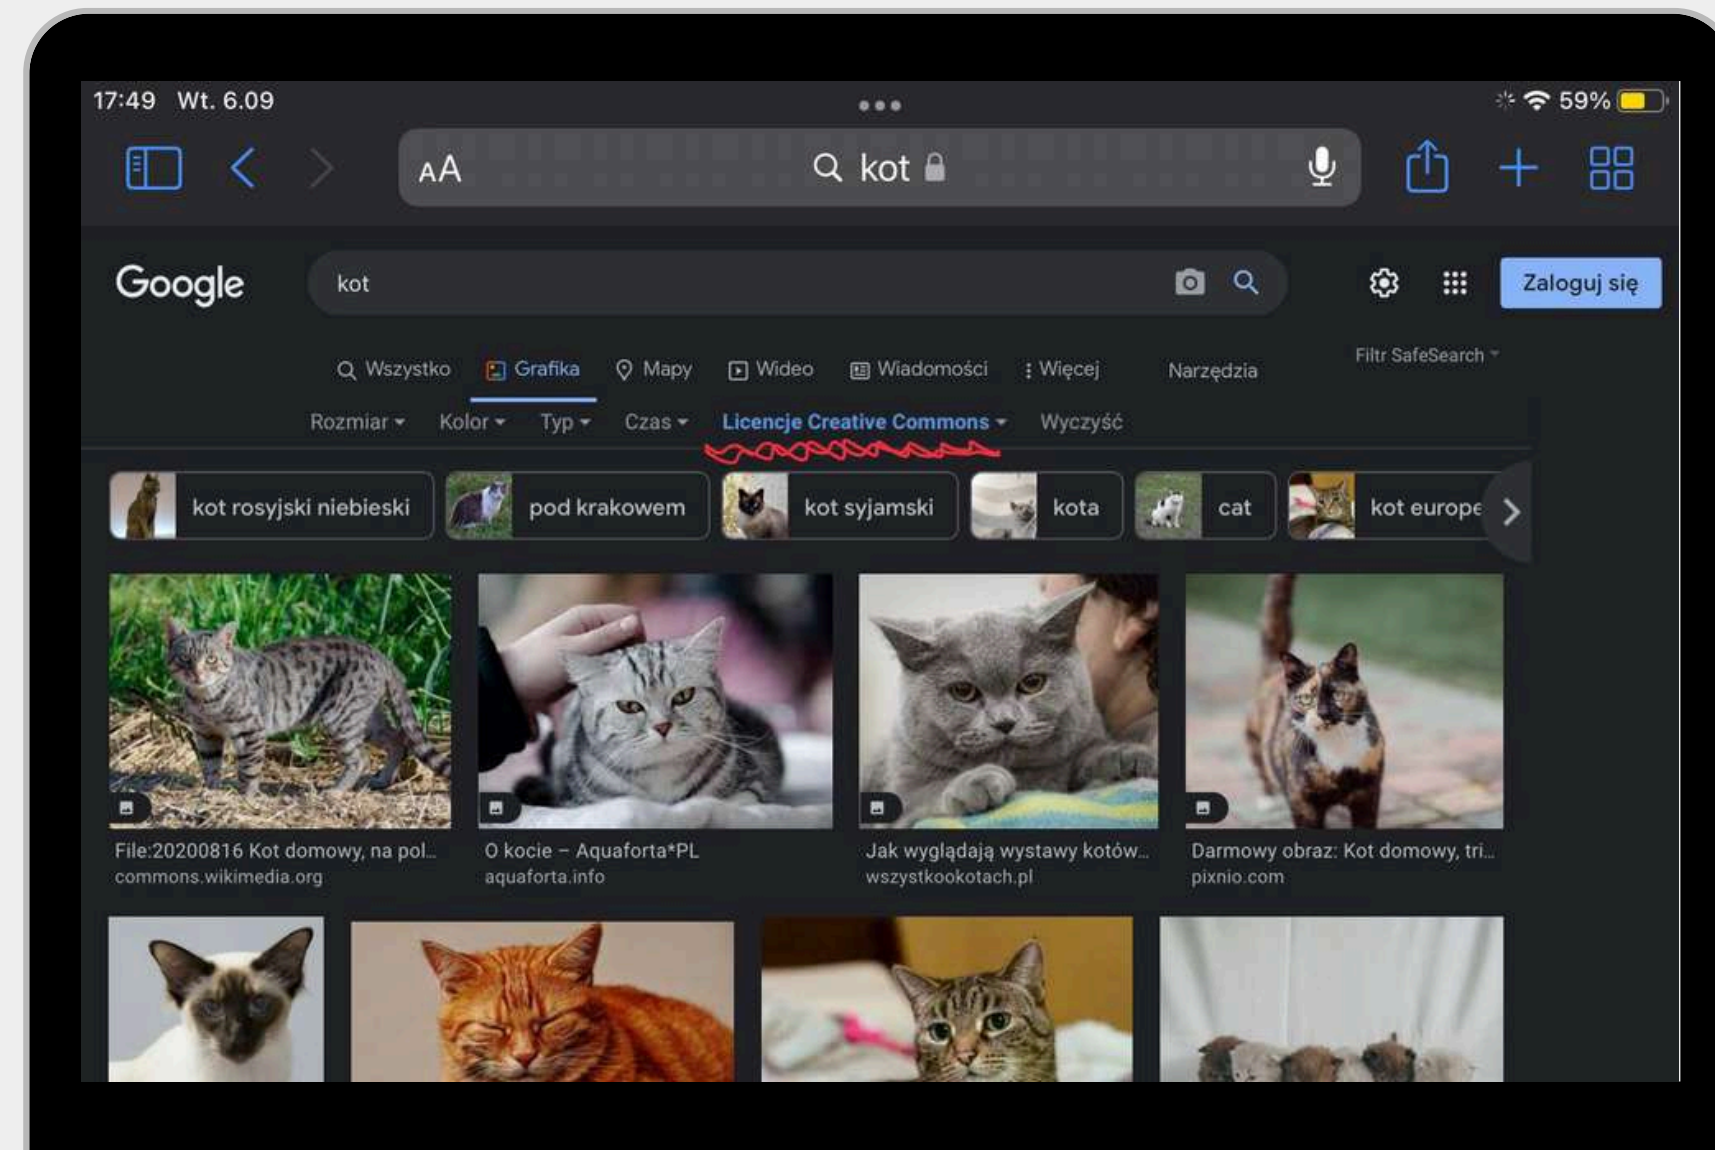 17:49 Wt. 6.09
59%
AA
kot
Google
kot
Zaloguj się
Wszystko Grafika Mapy Wideo Wiadomości Więcej Narzędzia Filtr SafeSearch
Rozmiar Kolor Typ Czas Licencje Creative Commons Wyczyść
kot rosyjski niebieski pod krakowem kot syjamski kota cat kot europe
File:20200816 Kot domowy, na pol...
commons.wikimedia.org
O kocie – Aquaforta*PL
aquaforta.info
Jak wyglądają wystawy kotów...
wszystkookotach.pl
Darmowy obraz: Kot domowy, tri...
pixnio.com